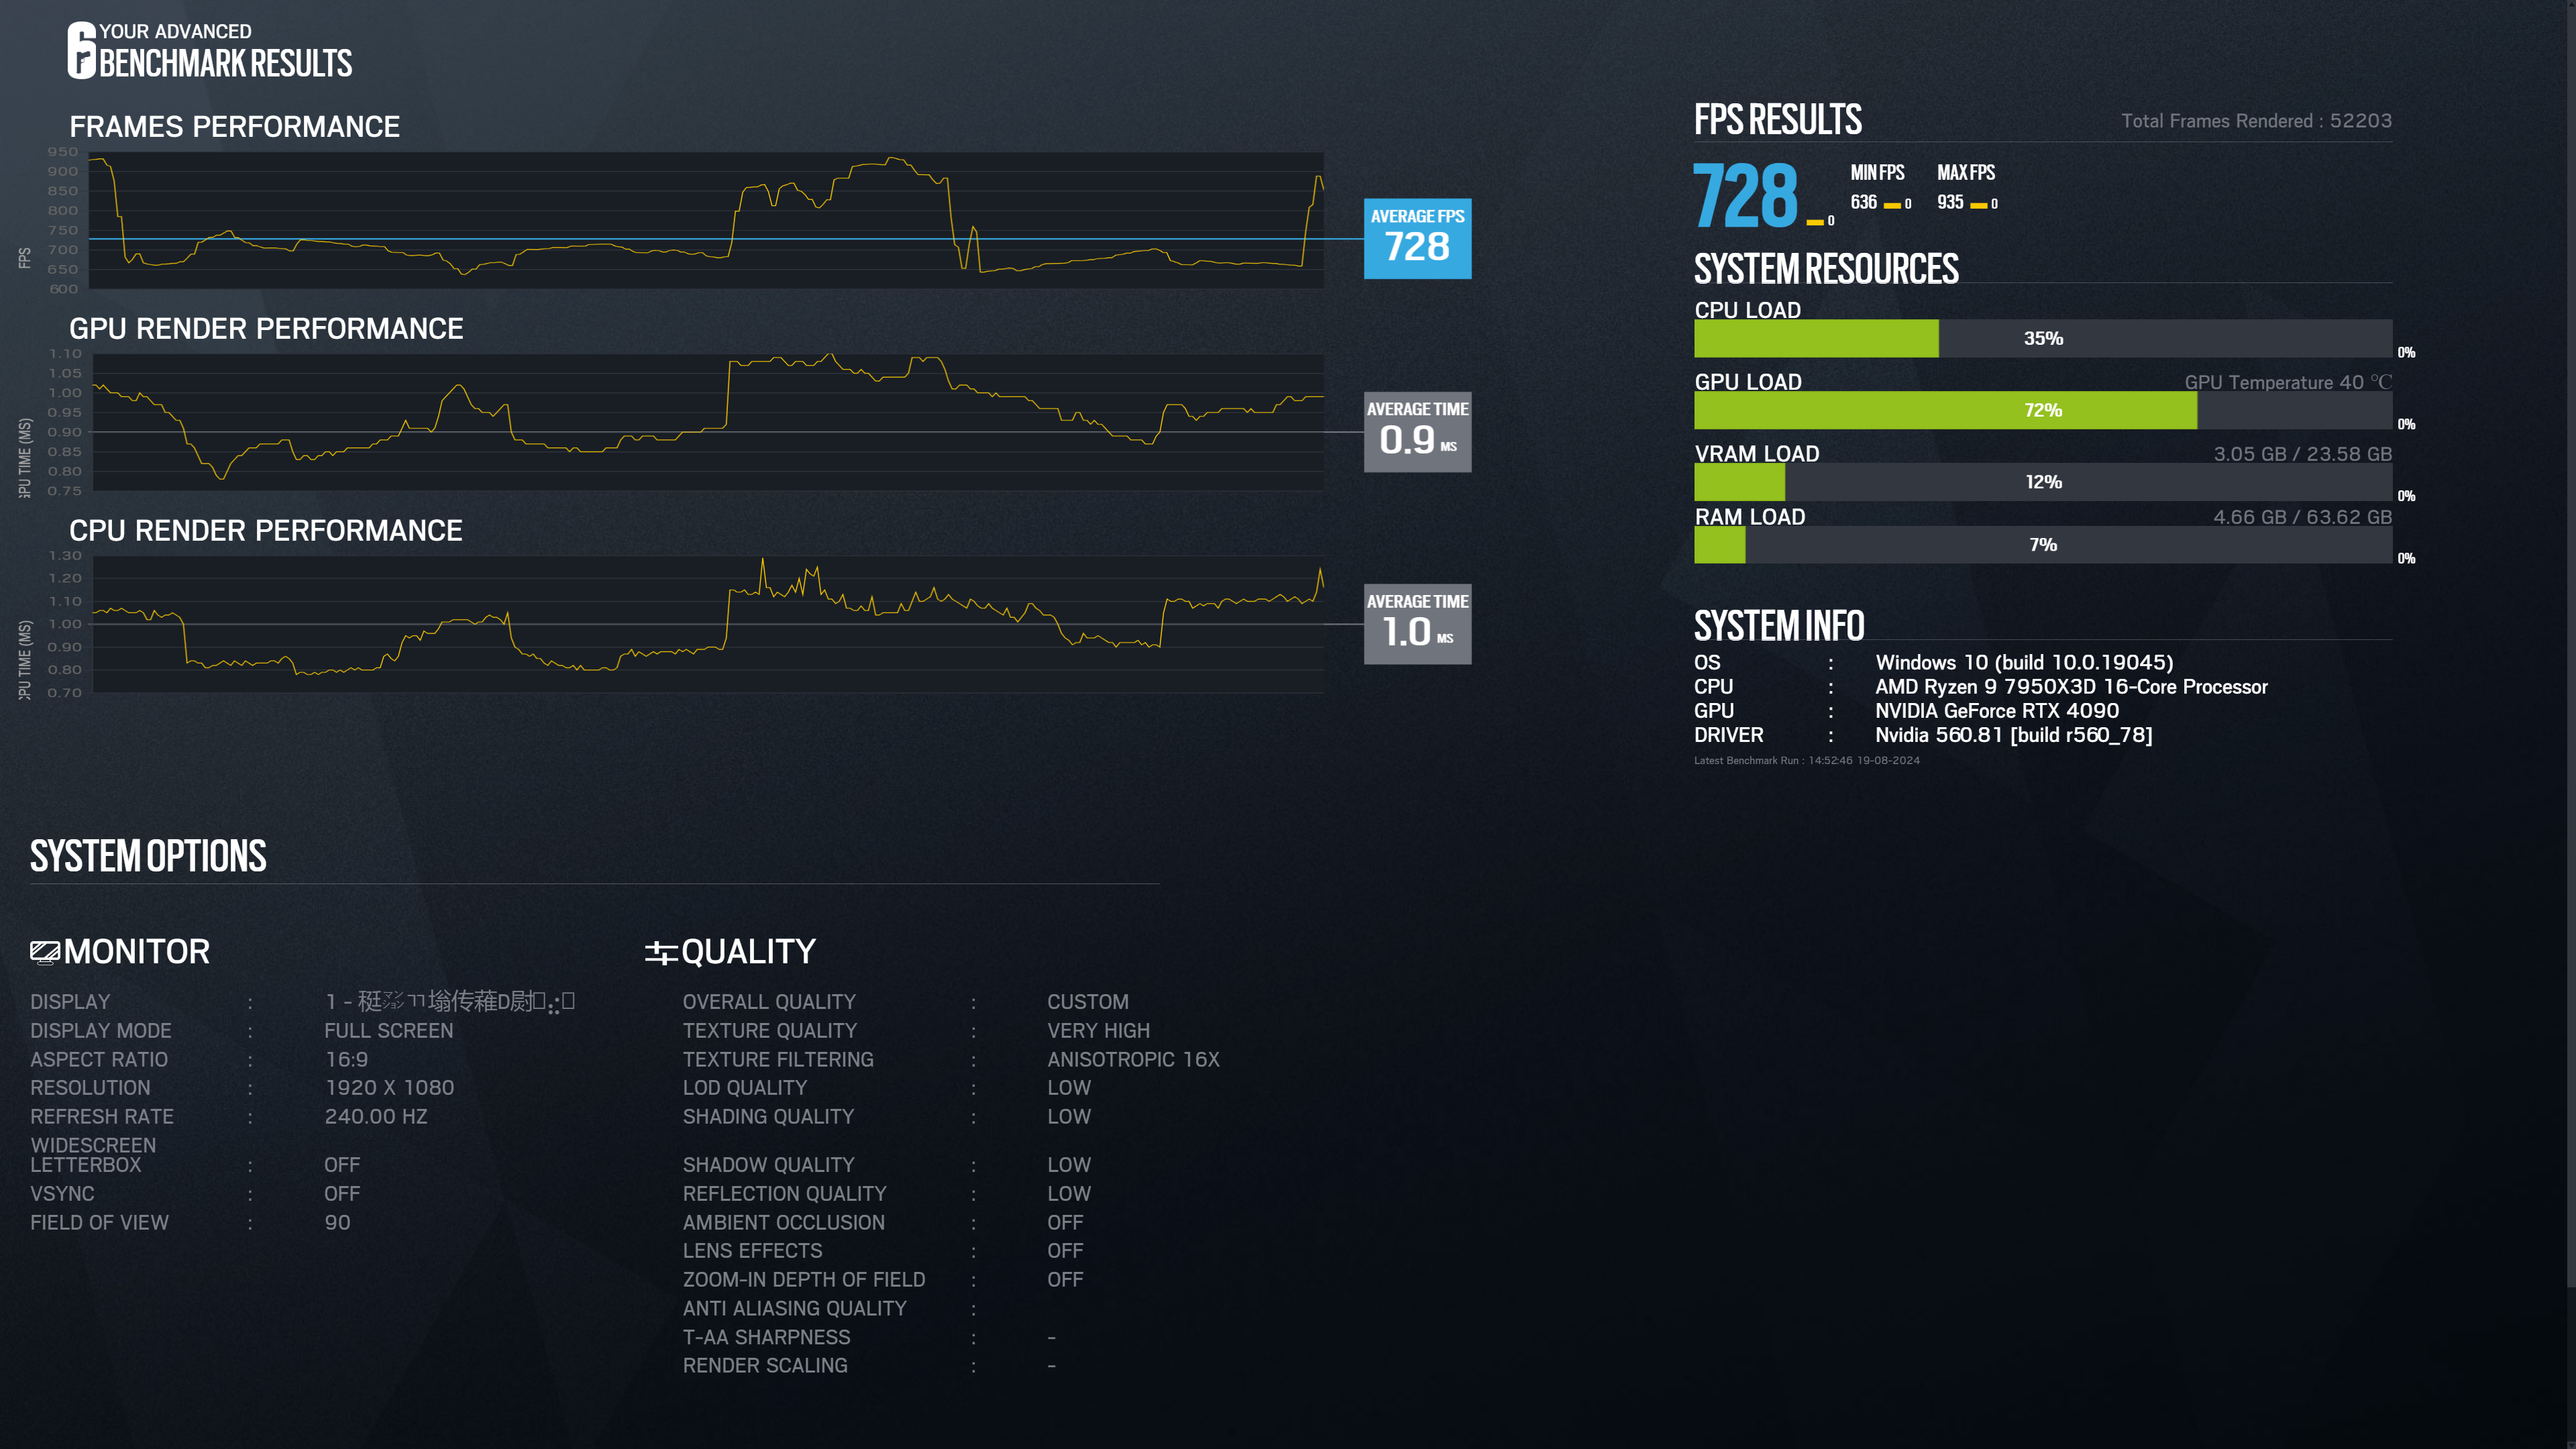 YOUR ADVANCED
BENCHMARK RESULTS
FRAMES PERFORMANCE
950
900
850
800
750
700
650
600
FPS
AVERAGE FPS
728
GPU RENDER PERFORMANCE
1.10
1.05
1.00
0.95
0.90
0.85
0.80
0.75
GPU TIME (MS)
AVERAGE TIME
0.9 MS
CPU RENDER PERFORMANCE
1.30
1.20
1.10
1.00
0.90
0.80
0.70
CPU TIME (MS)
AVERAGE TIME
1.0 MS
FPS RESULTS
Total Frames Rendered : 52203
728 0
MIN FPS
636 0
MAX FPS
935 0
SYSTEM RESOURCES
CPU LOAD
35% 0%
GPU LOAD GPU Temperature 40 ℃
72% 0%
VRAM LOAD 3.05 GB / 23.58 GB
12% 0%
RAM LOAD 4.66 GB / 63.62 GB
7% 0%
SYSTEM INFO
OS : Windows 10 (build 10.0.19045)
CPU : AMD Ryzen 9 7950X3D 16-Core Processor
GPU : NVIDIA GeForce RTX 4090
DRIVER : Nvidia 560.81 [build r560_78]
Latest Benchmark Run : 14:52:46 19-08-2024
SYSTEM OPTIONS
MONITOR
DISPLAY : 1 -
DISPLAY MODE : FULL SCREEN
ASPECT RATIO : 16:9
RESOLUTION : 1920 X 1080
REFRESH RATE : 240.00 HZ
WIDESCREEN
LETTERBOX : OFF
VSYNC : OFF
FIELD OF VIEW : 90
QUALITY
OVERALL QUALITY : CUSTOM
TEXTURE QUALITY : VERY HIGH
TEXTURE FILTERING : ANISOTROPIC 16X
LOD QUALITY : LOW
SHADING QUALITY : LOW
SHADOW QUALITY : LOW
REFLECTION QUALITY : LOW
AMBIENT OCCLUSION : OFF
LENS EFFECTS : OFF
ZOOM-IN DEPTH OF FIELD : OFF
ANTI ALIASING QUALITY :
T-AA SHARPNESS : -
RENDER SCALING : -